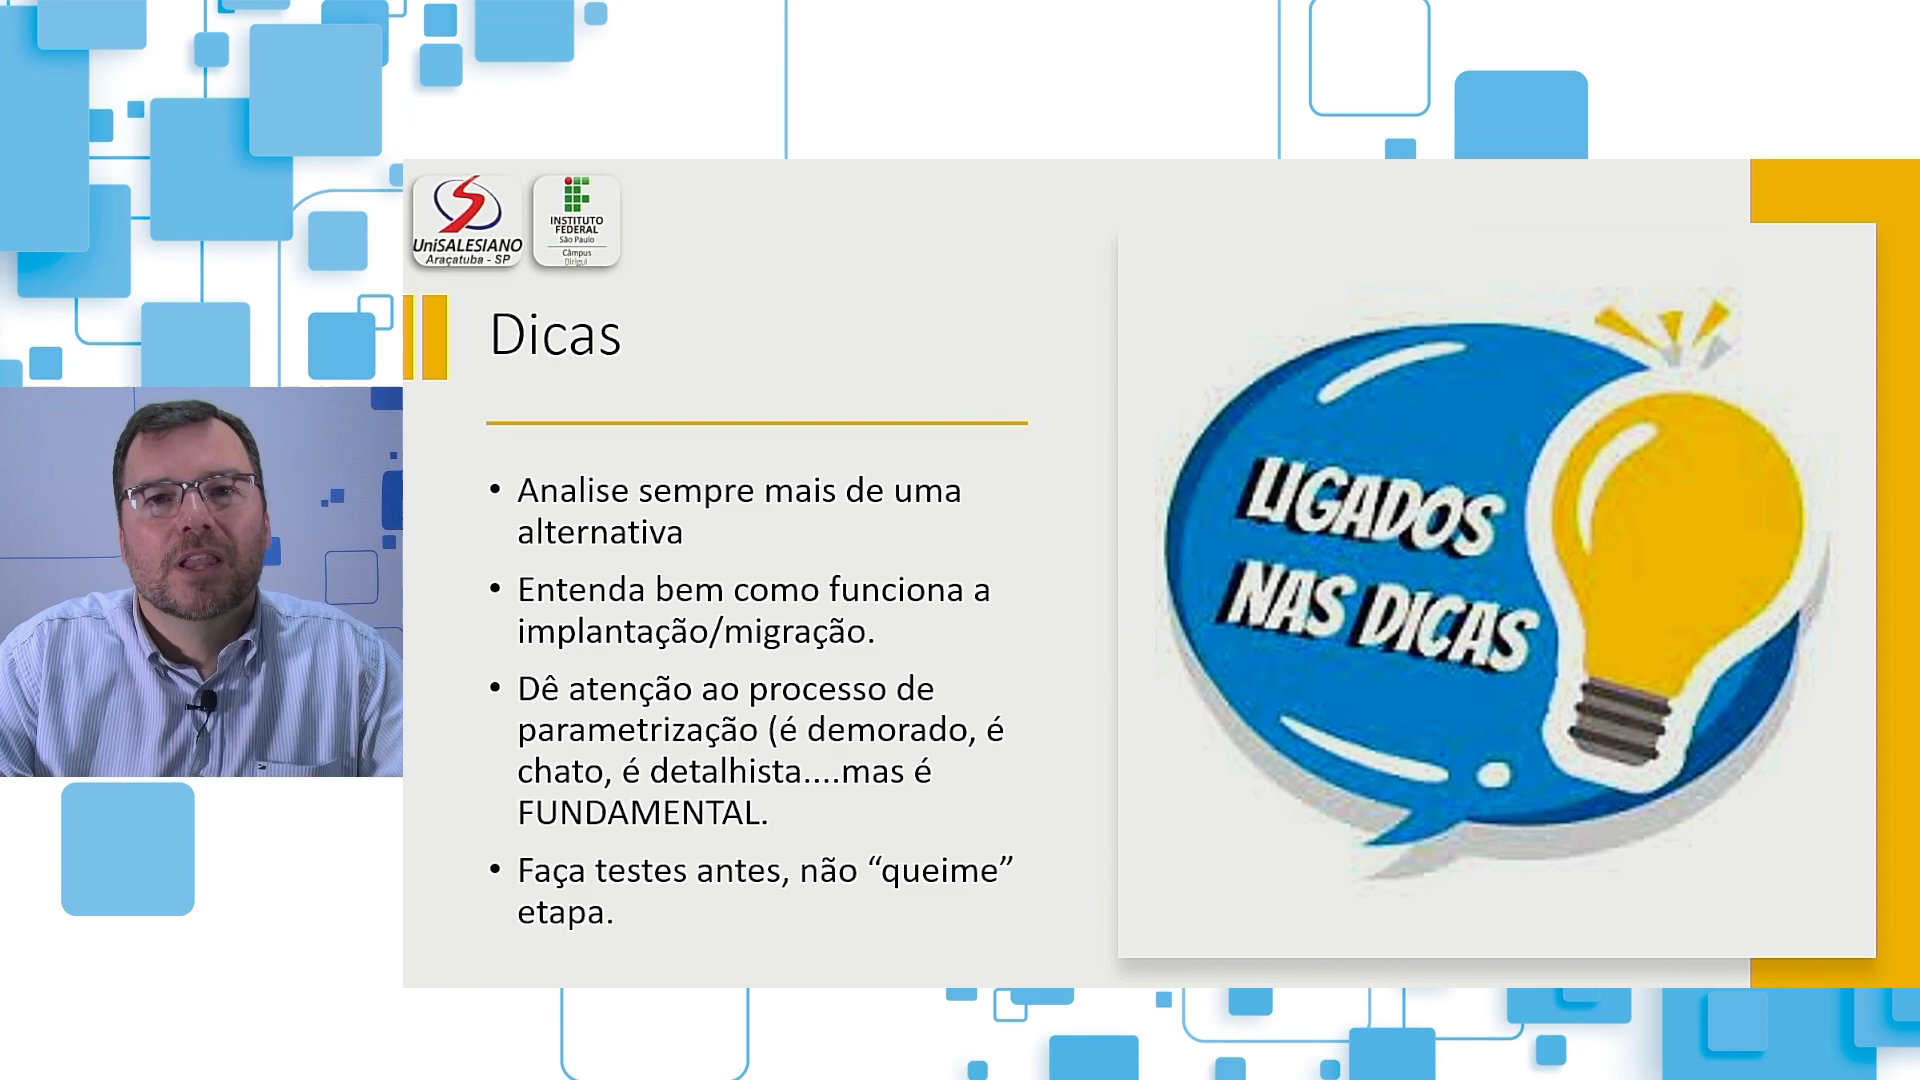 UniSALESIANO
Araçatuba - SP
INSTITUTO
FEDERAL
São Paulo
Câmpus
Birigui
Dicas
• Analise sempre mais de uma
alternativa
• Entenda bem como funciona a
implantação/migração.
• Dê atenção ao processo de
parametrização (é demorado, é
chato, é detalhista....mas é
FUNDAMENTAL.
• Faça testes antes, não “queime”
etapa.
LIGADOS
NAS DICAS